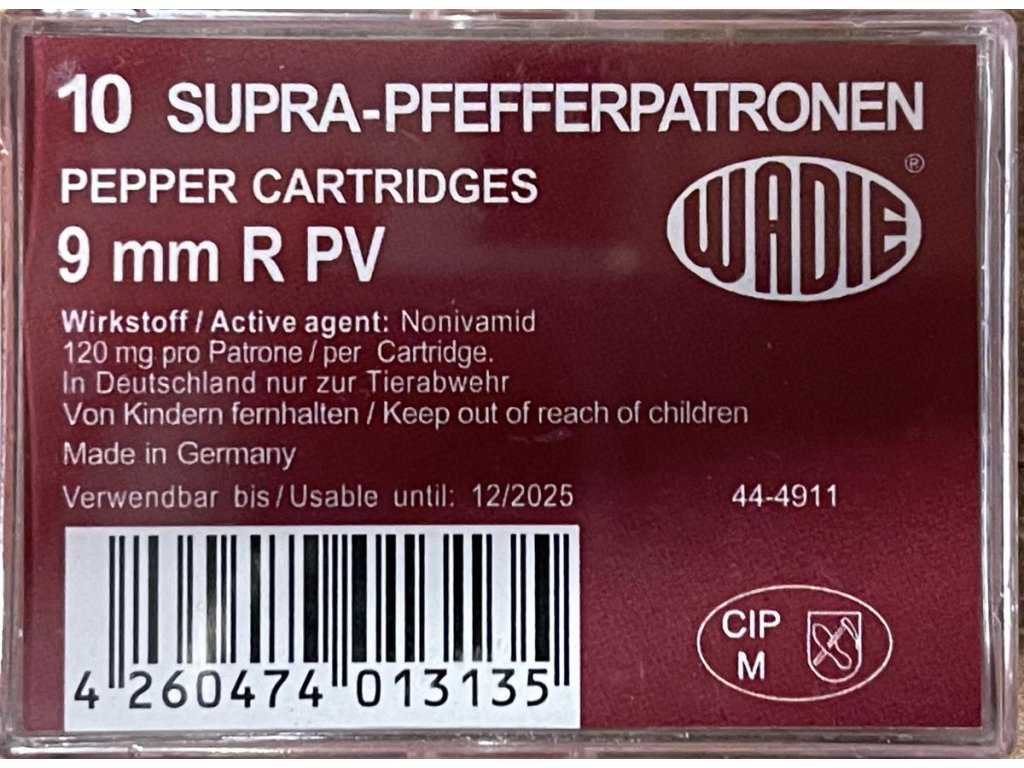 10 SUPRA-PFEFFERPATRONEN
PEPPER CARTRIDGES
WADIE ®
9 mm R PV
Wirkstoff / Active agent: Nonivamid
120 mg pro Patrone / per Cartridge.
In Deutschland nur zur Tierabwehr
Von Kindern fernhalten / Keep out of reach of children
Made in Germany
Verwendbar bis / Usable until: 12/2025
44-4911
CIP
M
4 260474 013135